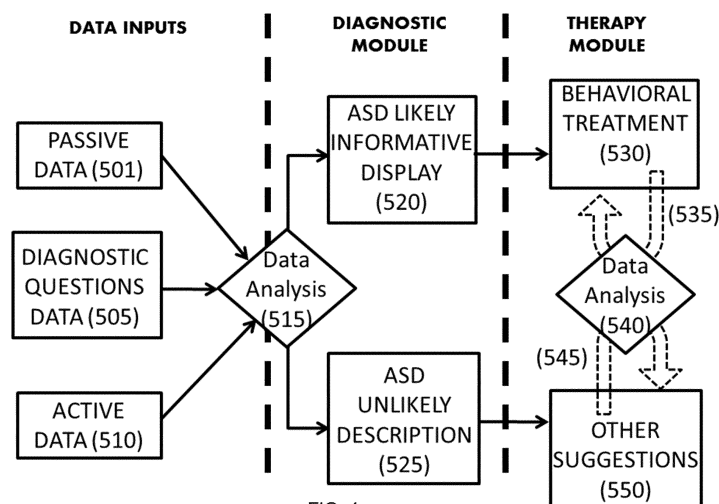 DATA INPUTS
DIAGNOSTIC
MODULE
THERAPY
MODULE
PASSIVE
DATA (501)
DIAGNOSTIC
QUESTIONS
DATA (505)
ACTIVE
DATA (510)
Data
Analysis
(515)
ASD LIKELY
INFORMATIVE
DISPLAY
(520)
ASD
UNLIKELY
DESCRIPTION
(525)
BEHAVIORAL
TREATMENT
(530)
(535)
Data
Analysis
(540)
(545)
OTHER
SUGGESTIONS
(550)